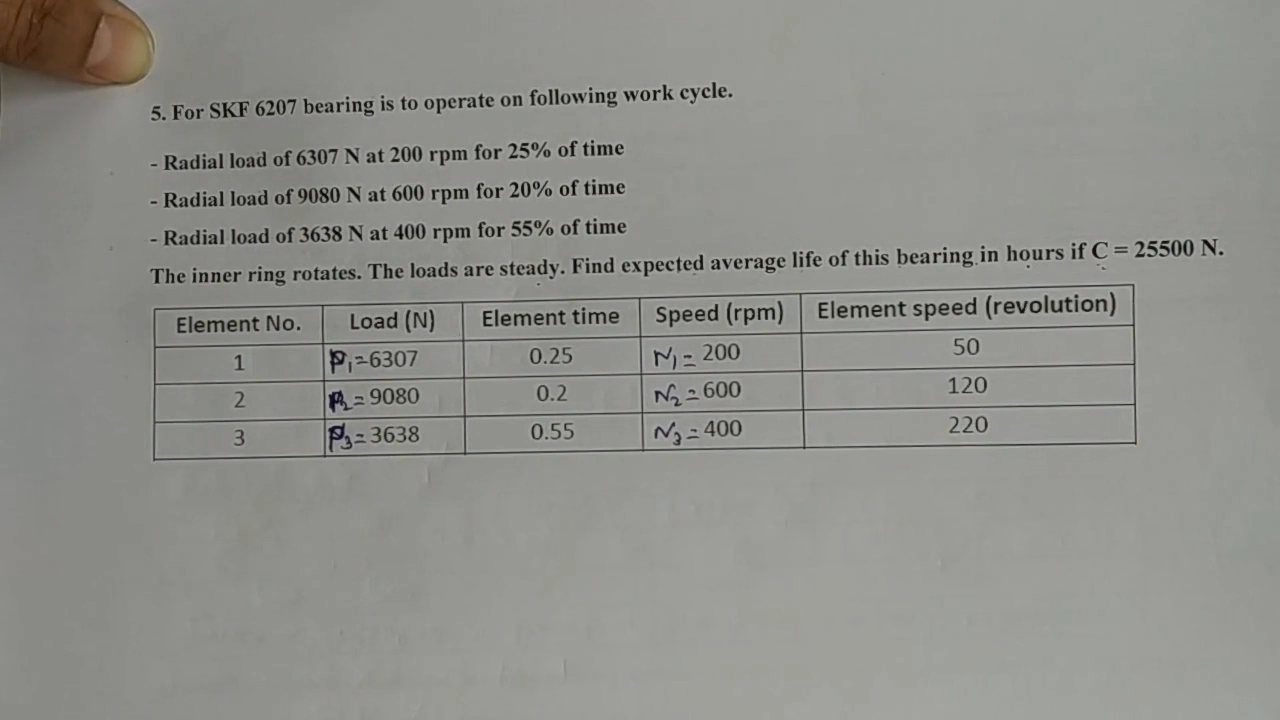 5. For SKF 6207 bearing is to operate on following work cycle.
- Radial load of 6307 N at 200 rpm for 25% of time
- Radial load of 9080 N at 600 rpm for 20% of time
- Radial load of 3638 N at 400 rpm for 55% of time
The inner ring rotates. The loads are steady. Find expected average life of this bearing in hours if C = 25500 N.
Element No. Load (N) Element time Speed (rpm) Element speed (revolution)
1 P₁=6307 0.25 N₁= 200 50
2 P₂=9080 0.2 N₂=600 120
3 P₃=3638 0.55 N₃=400 220